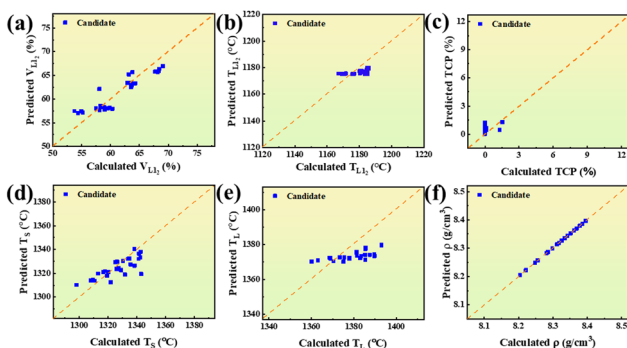 (a)
Candidate
Predicted V_L1₂ (%)
75
70
65
60
55
50
50 55 60 65 70 75
Calculated V_L1₂ (%)
(b)
Candidate
Predicted T_L1₂ (°C)
1220
1200
1180
1160
1140
1120
1120 1140 1160 1180 1200 1220
Calculated T_L1₂ (°C)
(c)
Candidate
Predicted TCP (%)
12
9
6
3
0
0 3 6 9 12
Calculated TCP (%)
(d)
Candidate
Predicted T_S (°C)
1380
1360
1340
1320
1300
1300 1320 1340 1360 1380
Calculated T_S (°C)
(e)
Candidate
Predicted T_L (°C)
1400
1380
1360
1340
1340 1360 1380 1400
Calculated T_L (°C)
(f)
Candidate
Predicted ρ (g/cm³)
8.5
8.4
8.3
8.2
8.1
8.1 8.2 8.3 8.4 8.5
Calculated ρ (g/cm³)